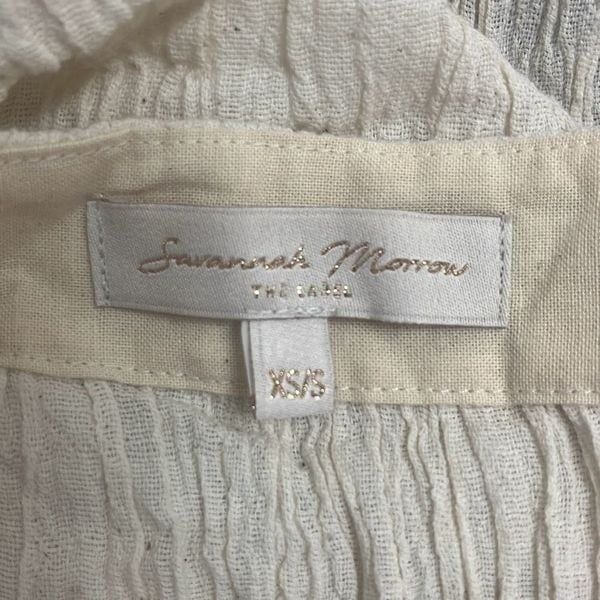 Savannah Morrow
THE LABEL
XS/S